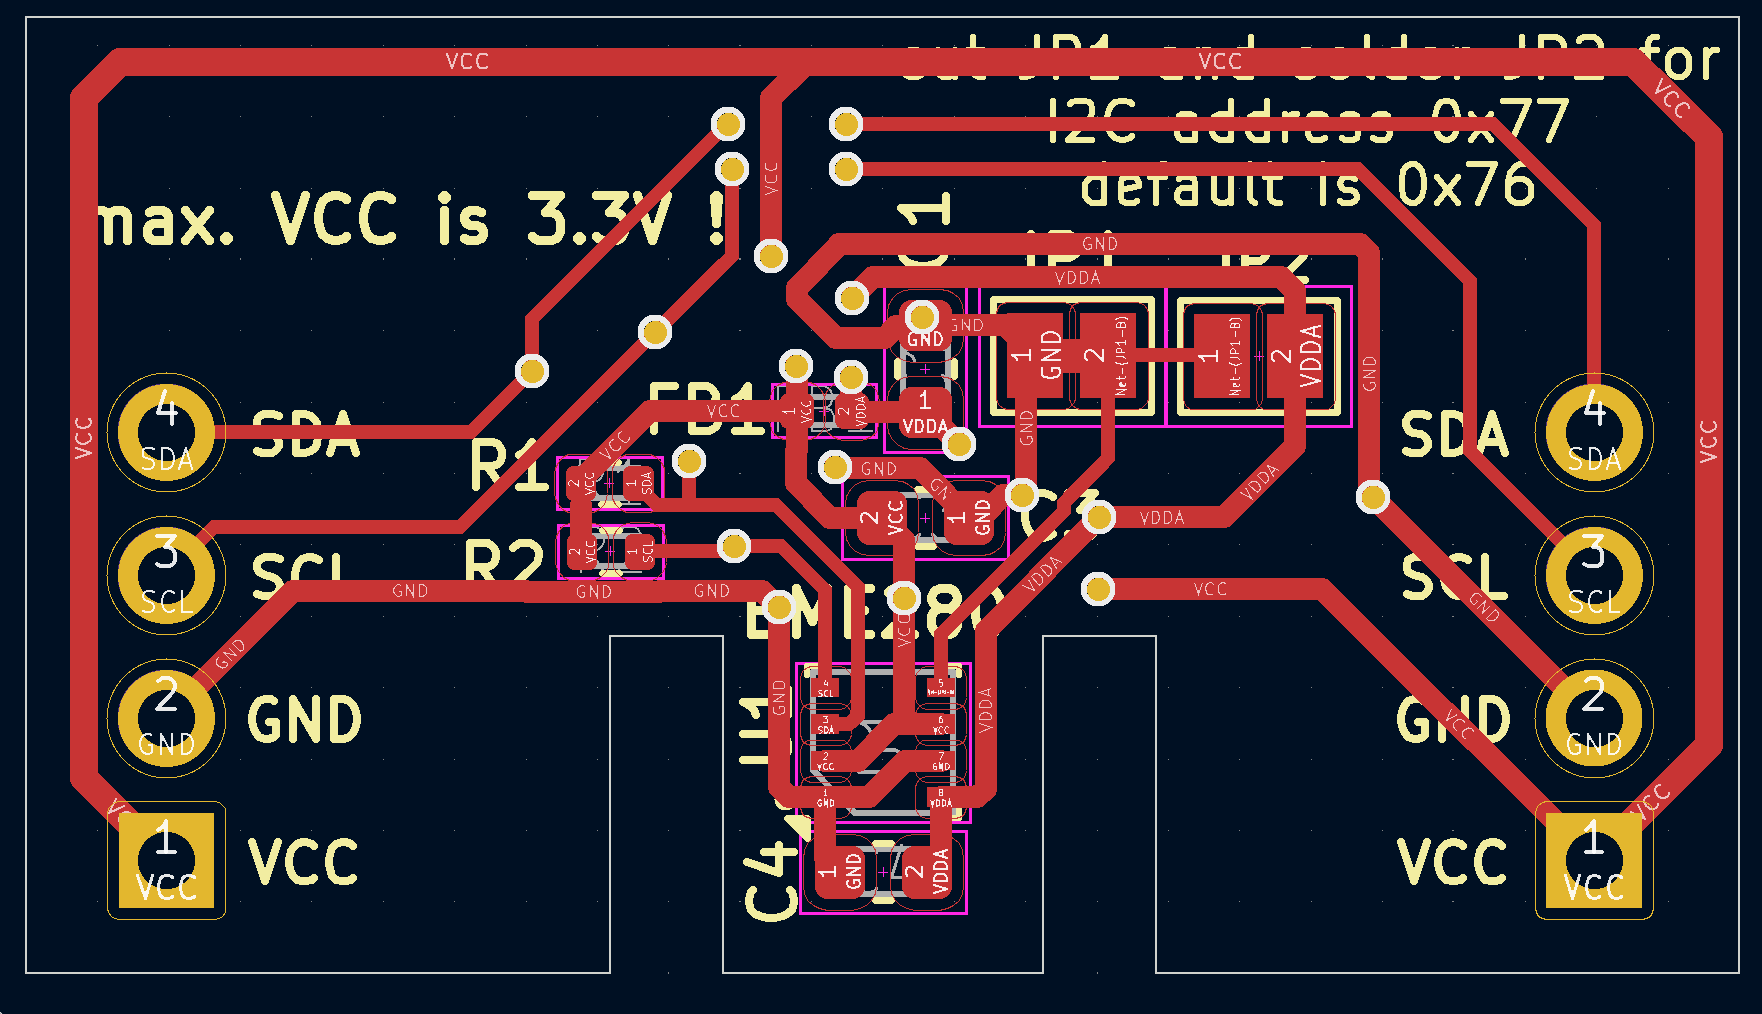 cut JP1 and solder JP2 for
I2C address 0x77
default is 0x76
max. VCC is 3.3V !
VCC
VCC
VCC
VCC
VCC
VCC
VCC
VCC
GND
VDDA
C1
JP1
JP2
GND
GND
1
VDDA
1
GND
2
Net-(JP1-B)
1
Net-(JP1-B)
2
VDDA
GND
GND
VDDA
FB1
VCC
VCC
1
VCC
2
VDDA
R1
2
VCC
1
SDA
R2
2
VCC
1
SCL
GND
2
VCC
1
GND
C3
VDDA
VDDA
4
SDA
SDA
3
SCL
SCL
2
GND
GND
1
VCC
VCC
GND
GND
GND
GND
BME280
VCC
GND
VDDA
U1
4
SCL
3
SDA
2
VCC
1
GND
5
6
VCC
7
GND
8
VDDA
C4
1
GND
2
VDDA
VCC
GND
VCC
VCC
SDA
4
SDA
SCL
3
SCL
GND
2
GND
VCC
1
VCC